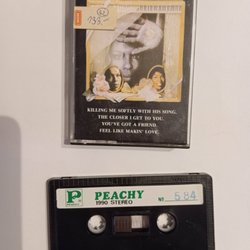 KILLING ME SOFTLY WITH HIS SONG.
THE CLOSER I GET TO YOU.
YOU'VE GOT A FRIEND.
FEEL LIKE MAKIN' LOVE.
P PEACHY
1990 STEREO
Nº 584